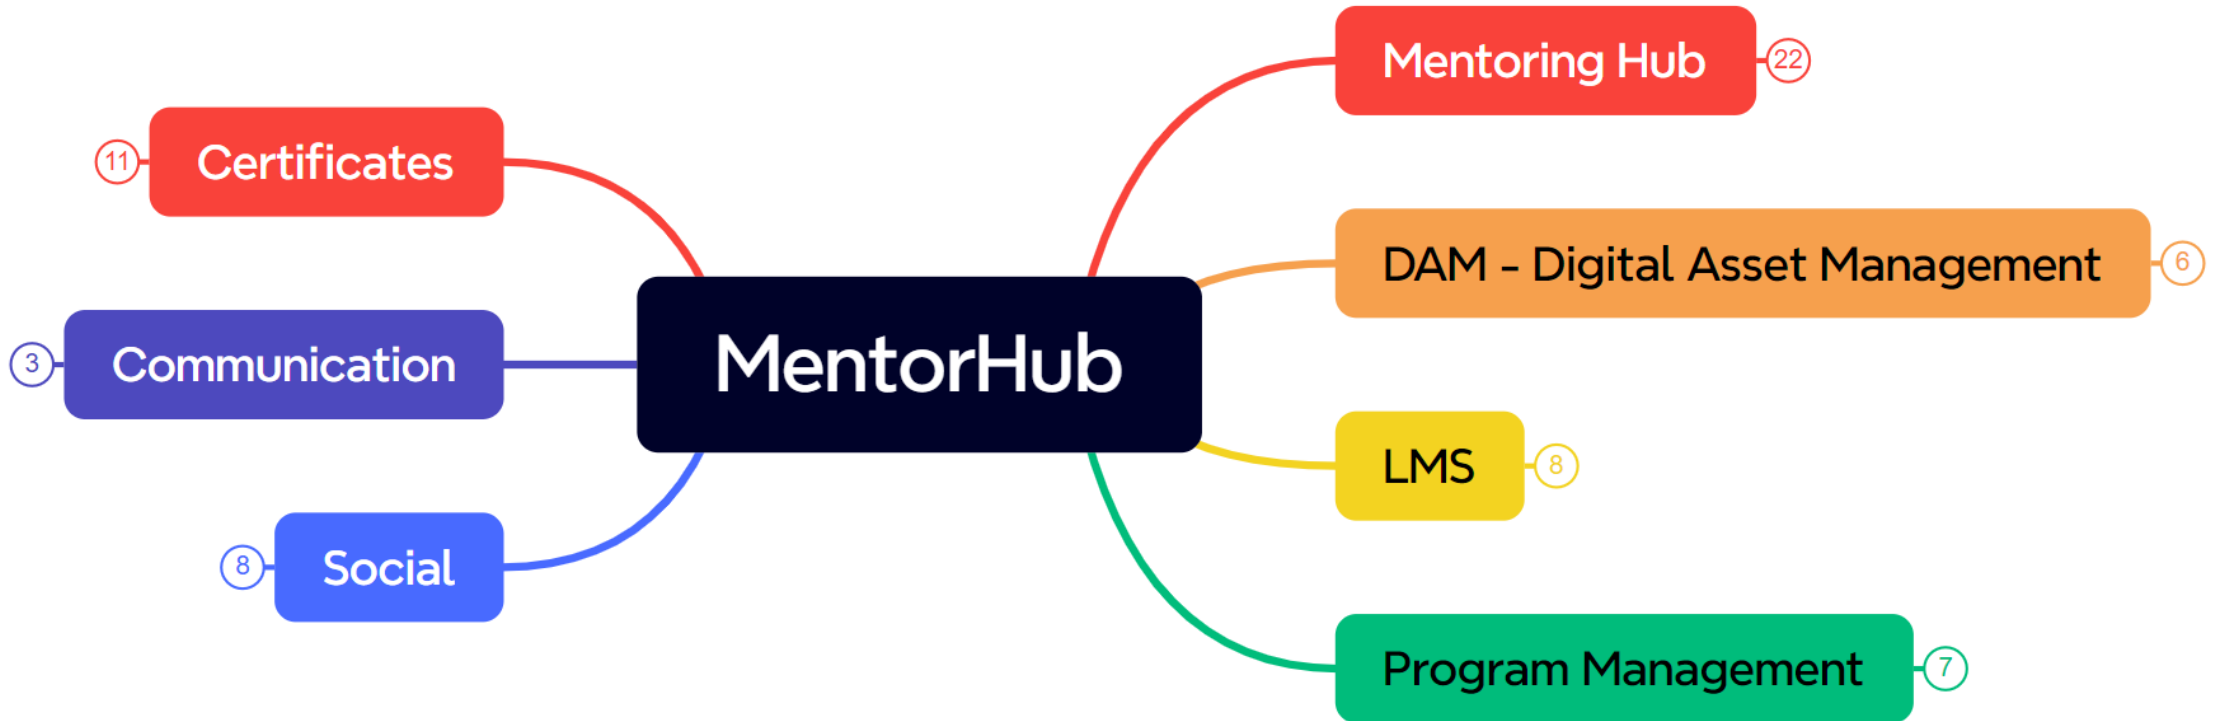 Mentoring Hub
22
Certificates
11
DAM - Digital Asset Management
6
MentorHub
Communication
3
LMS
8
Social
8
Program Management
7